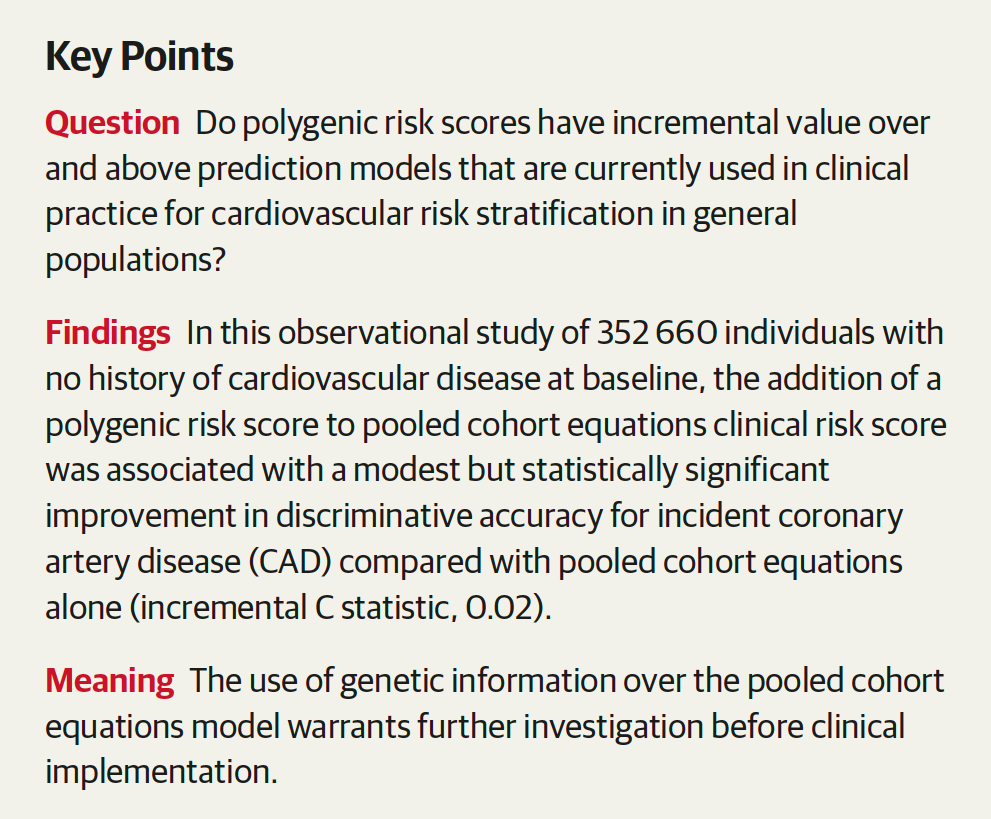 Key Points
Question Do polygenic risk scores have incremental value over
and above prediction models that are currently used in clinical
practice for cardiovascular risk stratification in general
populations?
Findings In this observational study of 352 660 individuals with
no history of cardiovascular disease at baseline, the addition of a
polygenic risk score to pooled cohort equations clinical risk score
was associated with a modest but statistically significant
improvement in discriminative accuracy for incident coronary
artery disease (CAD) compared with pooled cohort equations
alone (incremental C statistic, 0.02).
Meaning The use of genetic information over the pooled cohort
equations model warrants further investigation before clinical
implementation.